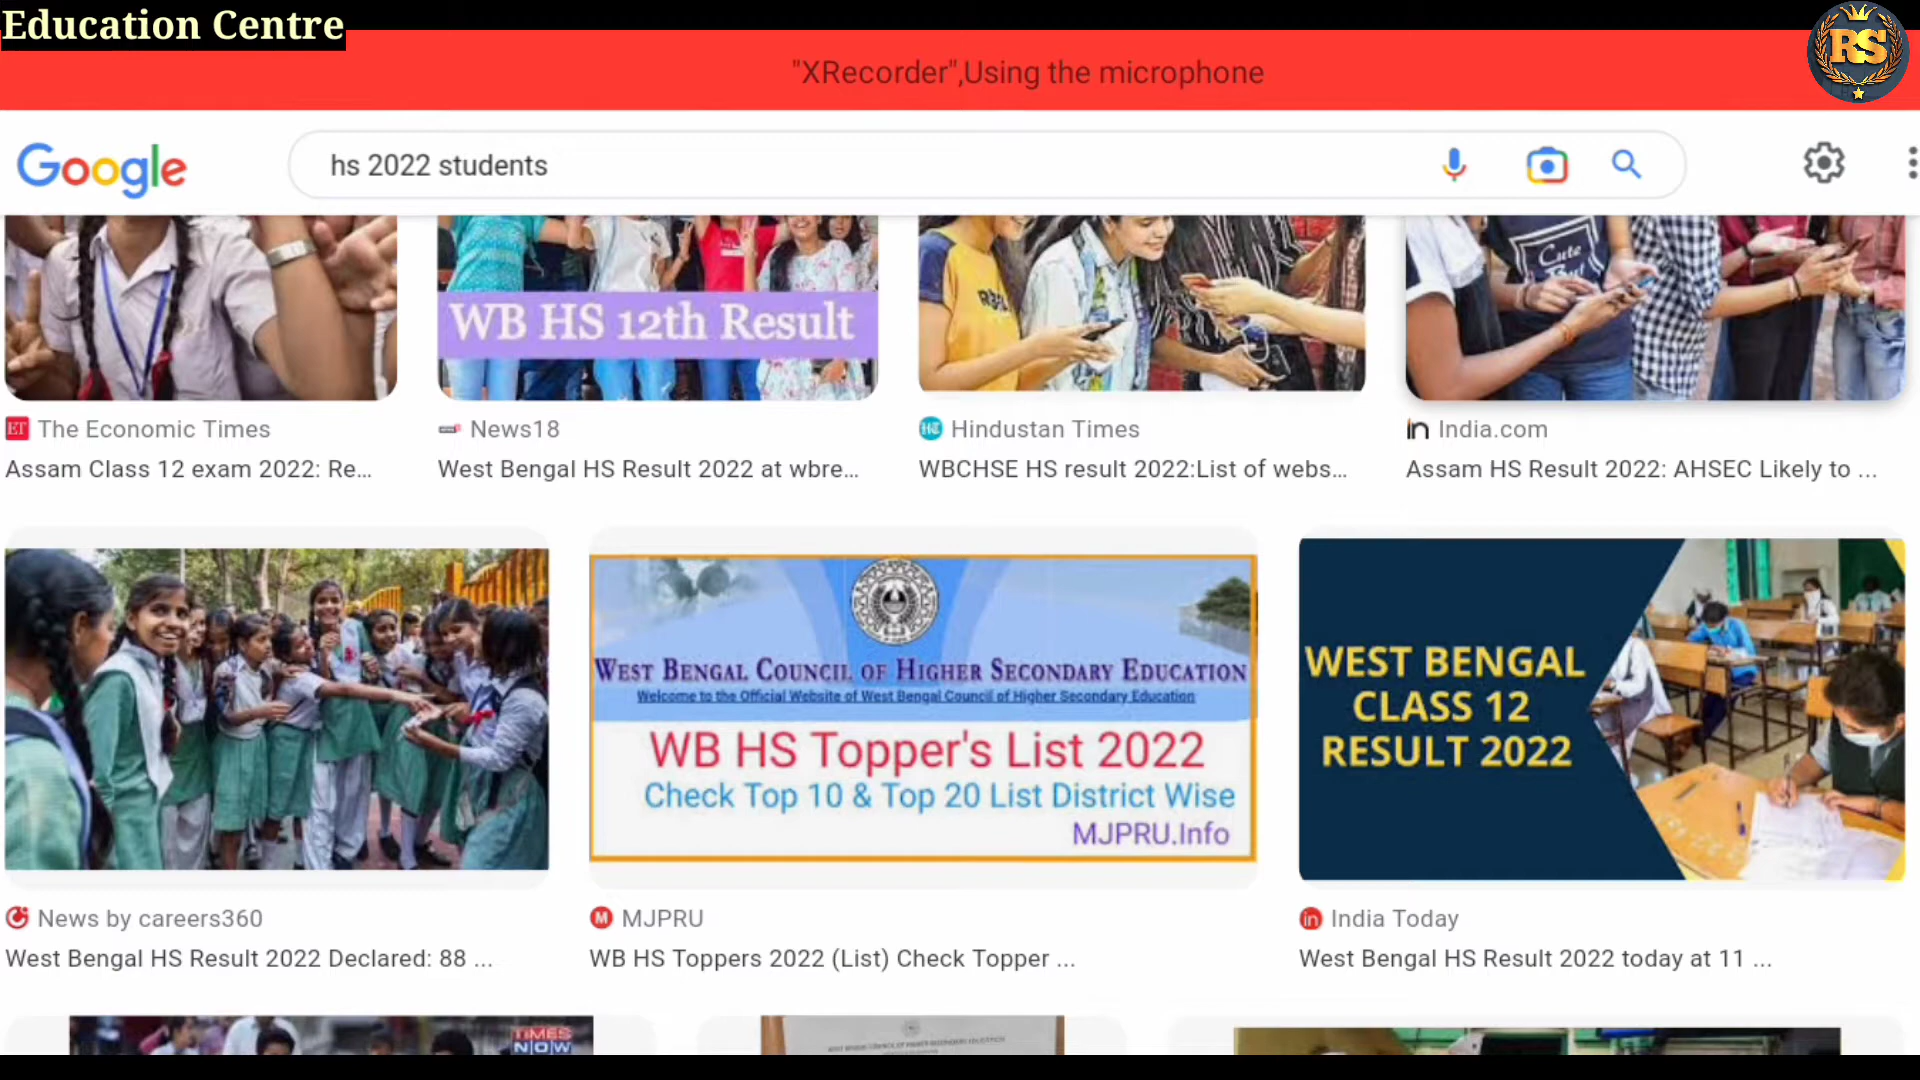 Education Centre
"XRecorder",Using the microphone
RS
Google
hs 2022 students
Cute
WB HS 12th Result
ET The Economic Times
News18
HT Hindustan Times
in India.com
Assam Class 12 exam 2022: Re...
West Bengal HS Result 2022 at wbre...
WBCHSE HS result 2022:List of webs...
Assam HS Result 2022: AHSEC Likely to ...
WEST BENGAL COUNCIL OF HIGHER SECONDARY EDUCATION
Welcome to the Official Website of West Bengal Council of Higher Secondary Education
WB HS Topper's List 2022
Check Top 10 & Top 20 List District Wise
MJPRU.Info
WEST BENGAL
CLASS 12
RESULT 2022
News by careers360
M MJPRU
in India Today
West Bengal HS Result 2022 Declared: 88 ...
WB HS Toppers 2022 (List) Check Topper ...
West Bengal HS Result 2022 today at 11 ...
TIMES
NOW